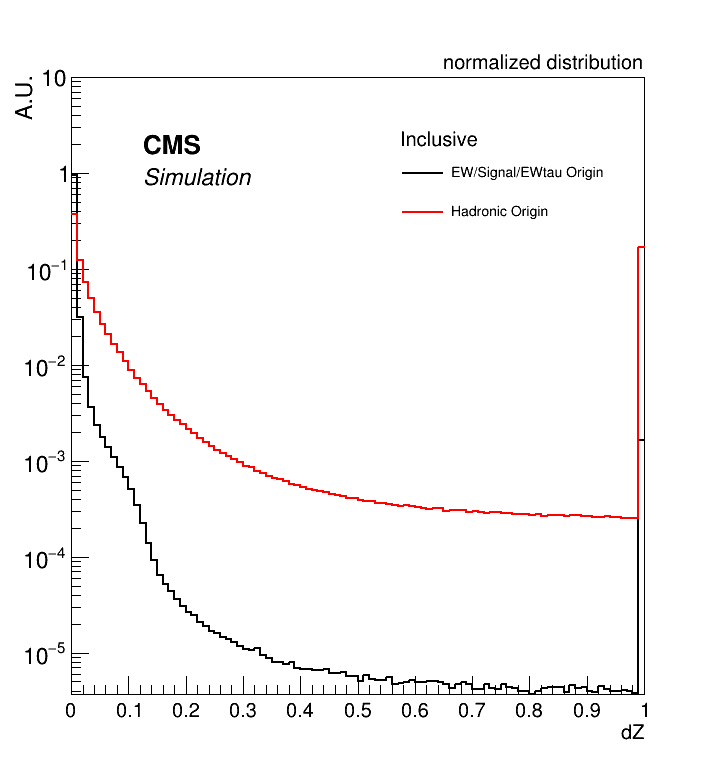 normalized distribution
A.U.
10
CMS
Simulation
Inclusive
EW/Signal/EWtau Origin
Hadronic Origin
1
10⁻¹
10⁻²
10⁻³
10⁻⁴
10⁻⁵
0 0.1 0.2 0.3 0.4 0.5 0.6 0.7 0.8 0.9 1
dZ